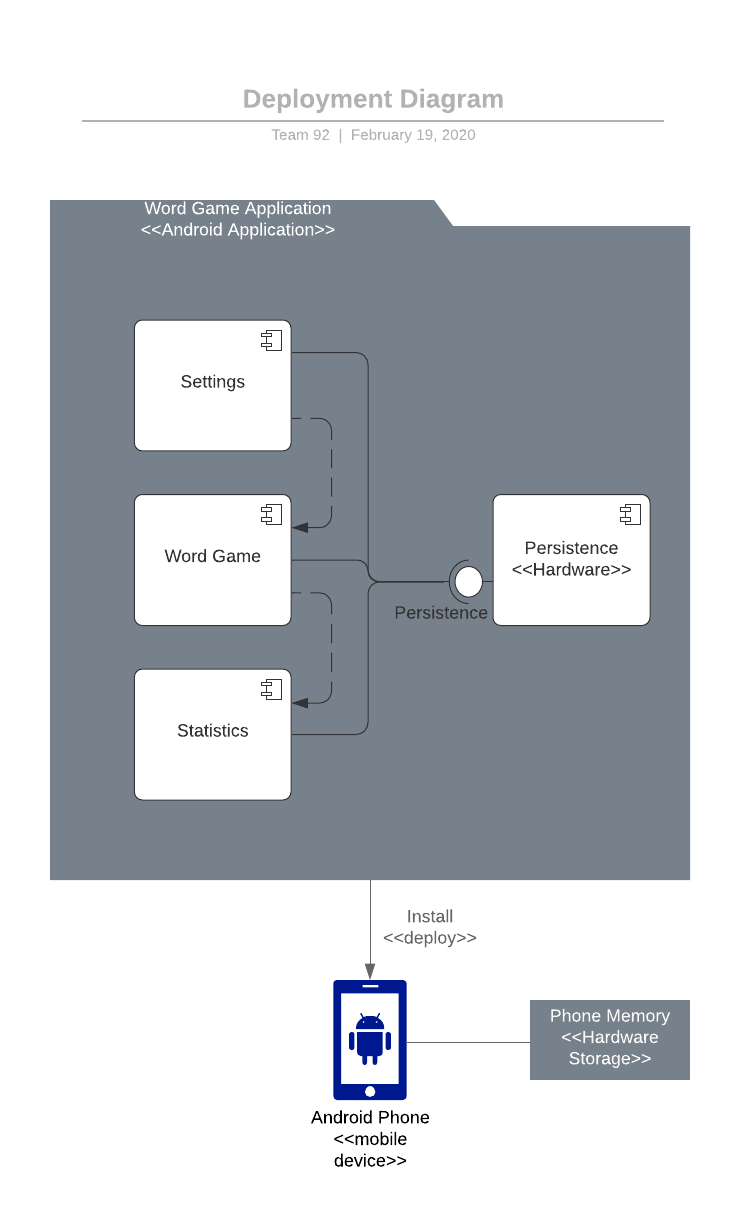 Deployment Diagram
Team 92 | February 19, 2020
Word Game Application
<<Android Application>>
Settings
Word Game
Persistence
<<Hardware>>
Persistence
Statistics
Install
<<deploy>>
Phone Memory
<<Hardware
Storage>>
Android Phone
<<mobile
device>>